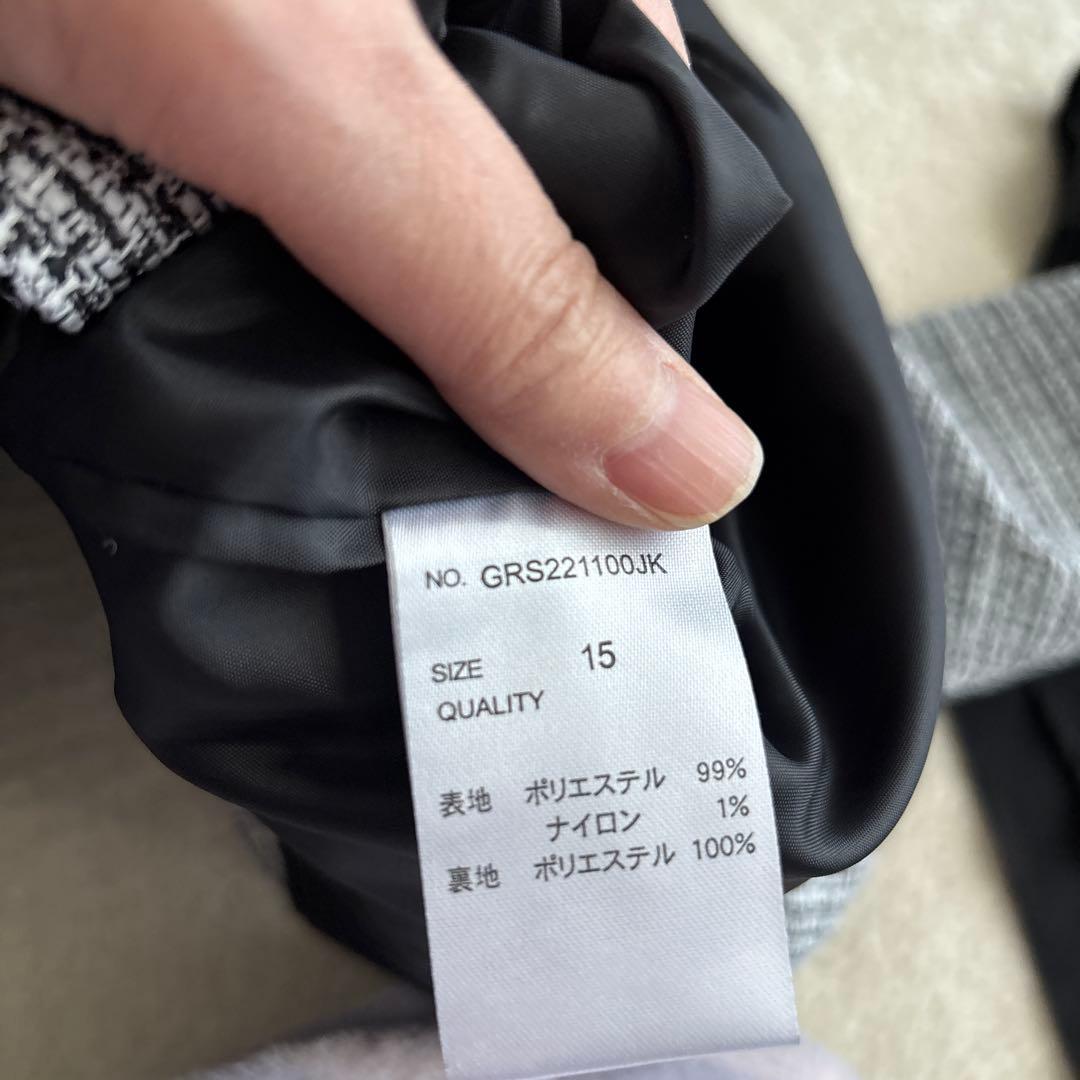 NO. GRS221100JK
SIZE 15
QUALITY
表地 ポリエステル 99%
ナイロン 1%
裏地 ポリエステル 100%